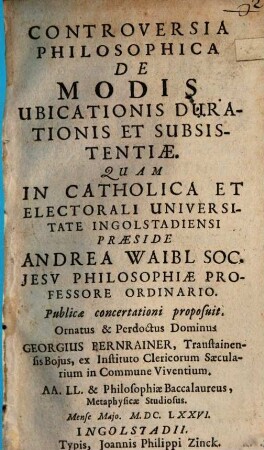 CONTROVERSIA
PHILOSOPHICA
DE
MODIS
UBICATIONIS DURA-
TIONIS ET SUBSIS-
TENTIÆ.
QUAM
IN CATHOLICA ET
ELECTORALI UNIVERSI-
TATE INGOLSTADIENSI
PRÆSIDE
ANDREA WAIBL SOC.
JESV PHILOSOPHIÆ PRO-
FESSORE ORDINARIO.
Publicæ concertationi proposuit.
Ornatus & Perdoctus Dominus
GEORGIUS PERNRAINER, Transtainen-
sis Bojus, ex Instituto Clericorum Sæcula-
rium in Commune Viventium.
AA. LL. & Philosophiæ Baccalaureus,
Metaphysicæ Studiosus.
Mense Majo. M. DC. LXXVI.
INGOLSTADII.
Typis, Joannis Philippi Zinck.